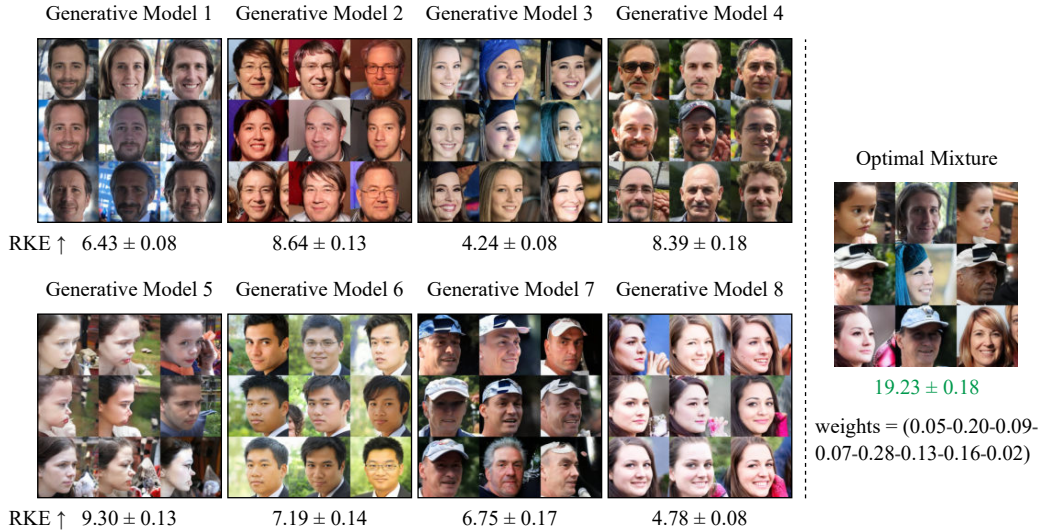 Generative Model 1 Generative Model 2 Generative Model 3 Generative Model 4
RKE ↑ 6.43 ± 0.08 8.64 ± 0.13 4.24 ± 0.08 8.39 ± 0.18
Generative Model 5 Generative Model 6 Generative Model 7 Generative Model 8
RKE ↑ 9.30 ± 0.13 7.19 ± 0.14 6.75 ± 0.17 4.78 ± 0.08
Optimal Mixture
19.23 ± 0.18
weights = (0.05-0.20-0.09-
0.07-0.28-0.13-0.16-0.02)